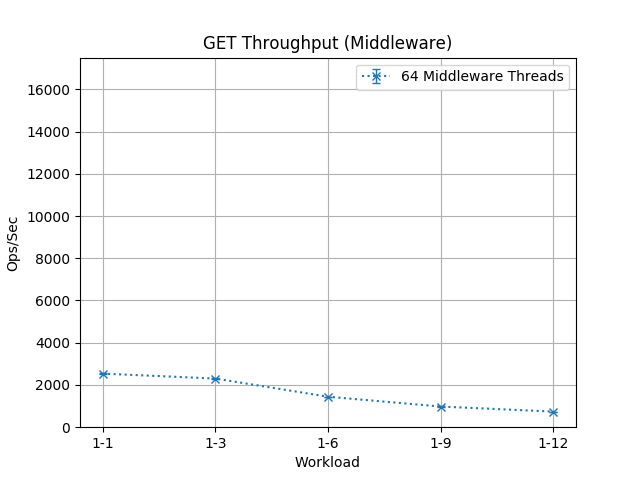 GET Throughput (Middleware)
64 Middleware Threads
Ops/Sec
16000
14000
12000
10000
8000
6000
4000
2000
0
1-1 1-3 1-6 1-9 1-12
Workload